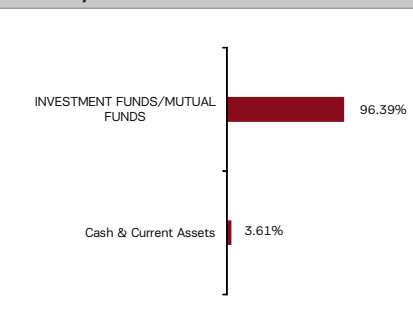 INVESTMENT FUNDS/MUTUAL
FUNDS
96.39%
Cash & Current Assets
3.61%